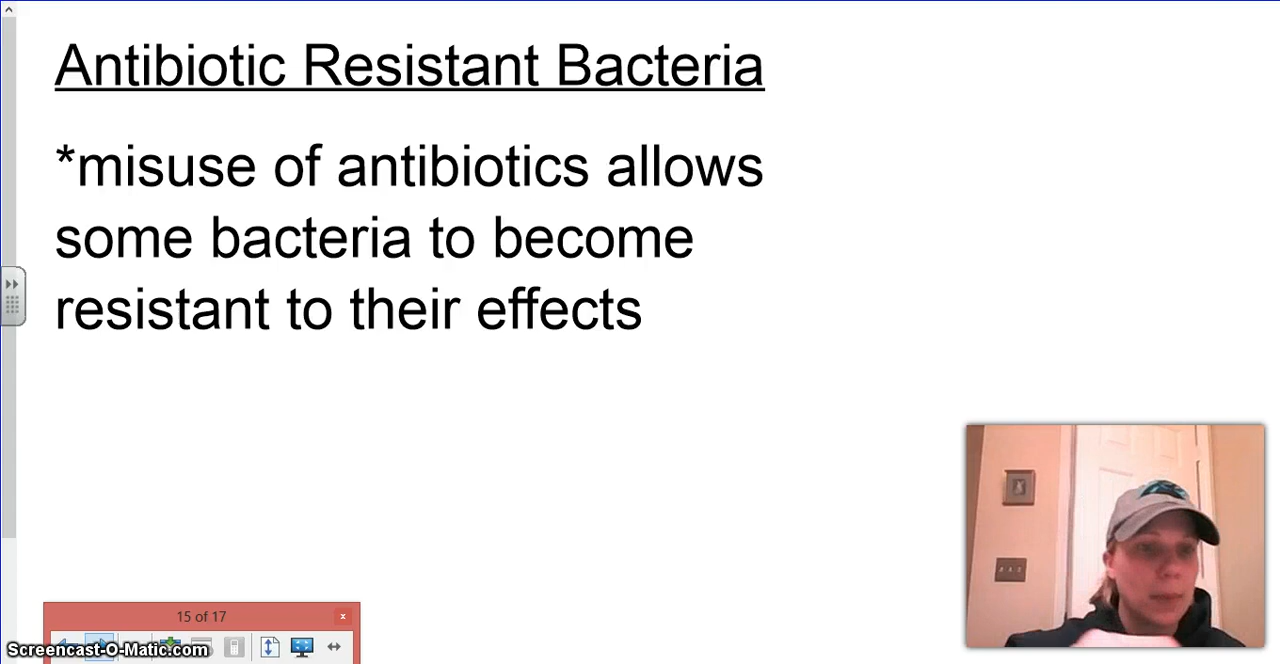 Antibiotic Resistant Bacteria
*misuse of antibiotics allows
some bacteria to become
resistant to their effects
15 of 17
x
Screencast-O-Matic.com